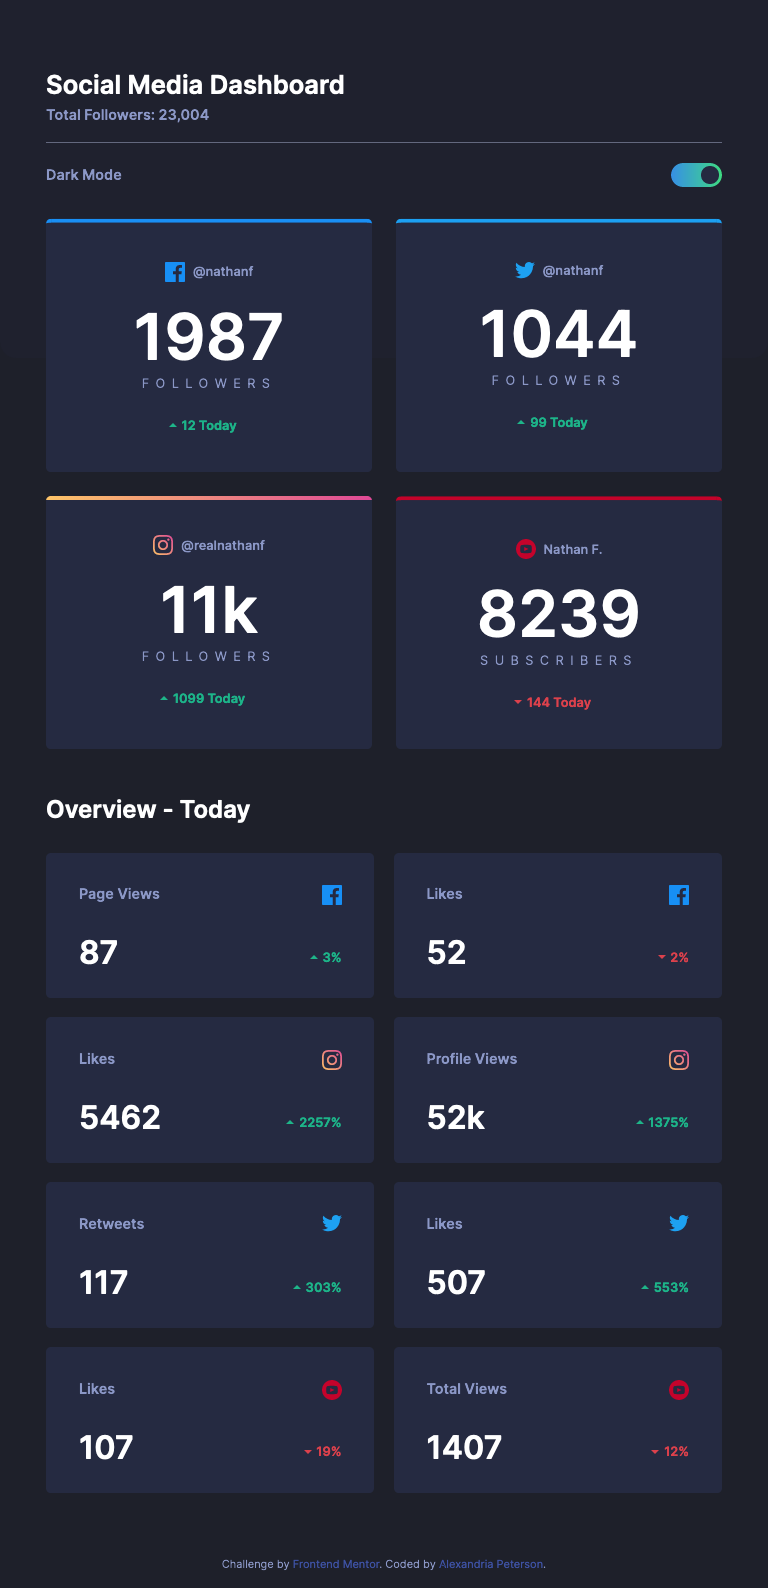 Social Media Dashboard
Total Followers: 23,004
Dark Mode
@nathanf
1987
FOLLOWERS
12 Today
@nathanf
1044
FOLLOWERS
99 Today
@realnathanf
11k
FOLLOWERS
1099 Today
Nathan F.
8239
SUBSCRIBERS
144 Today
Overview - Today
Page Views
87
3%
Likes
52
2%
Likes
5462
2257%
Profile Views
52k
1375%
Retweets
117
303%
Likes
507
553%
Likes
107
19%
Total Views
1407
12%
Challenge by Frontend Mentor. Coded by Alexandria Peterson.